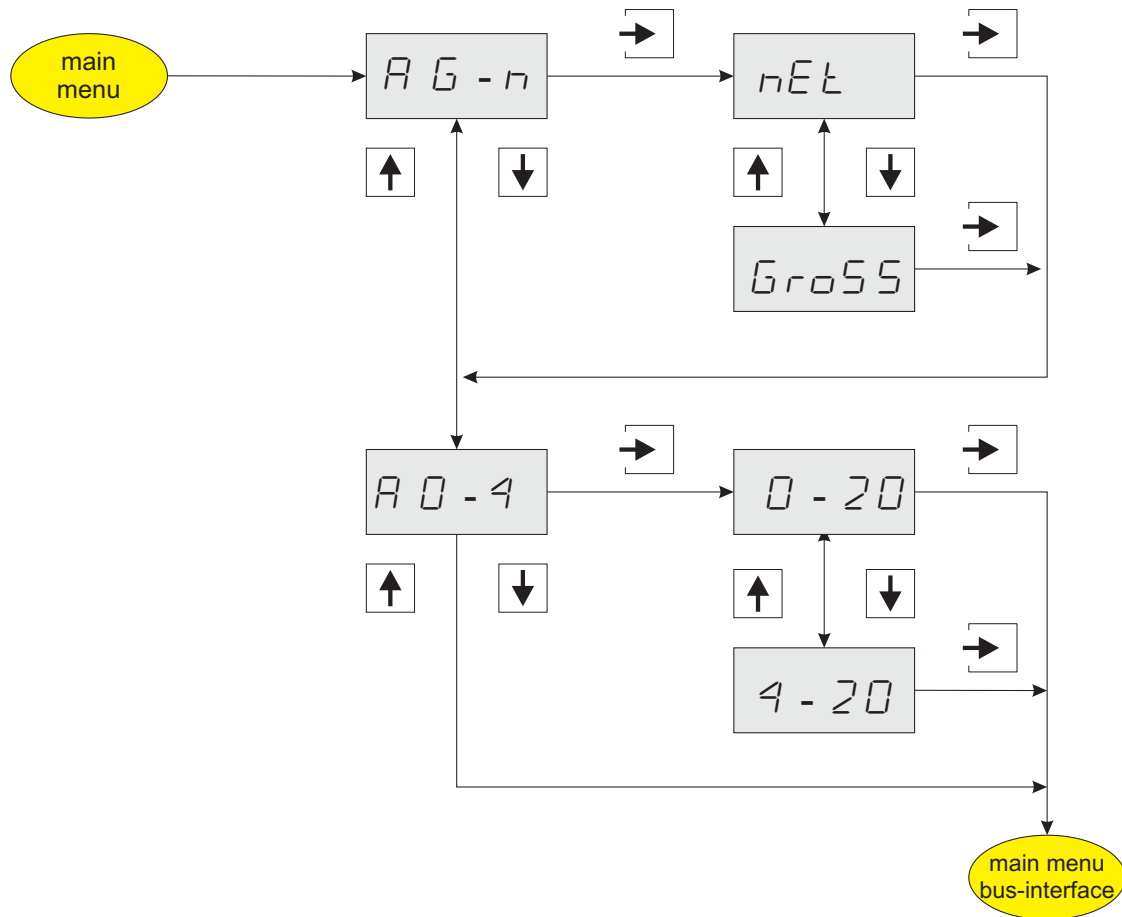 main
menu
A G - n
nEt
GroSS
A 0 - 4
0 - 20
4 - 20
main menu
bus-interface